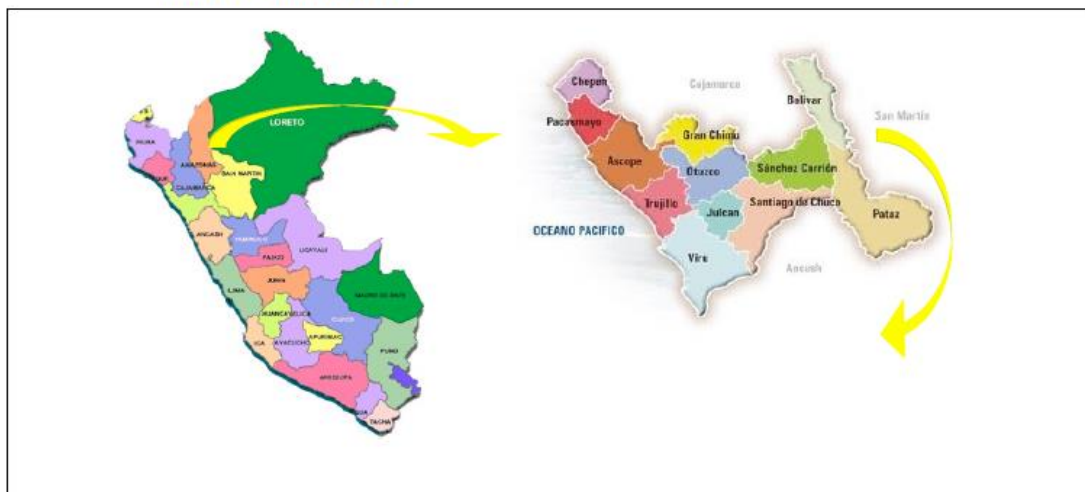 LORETO
PIURA
AMAZONAS
SAN MARTIN
CAJAMARCA
ANCASH
HUANUCO
UCAYALI
PASCO
LIMA
JUNIN
MADRE DE DIOS
HUANCAVELICA
CUSCO
ICA
AYACUCHO
APURIMAC
PUNO
AREQUIPA
TACNA
Chepen
Cajamarca
Pacasmayo
Bolivar
San Martín
Gran Chimu
Ascope
Otuzco
Sánchez Carrión
Trujillo
Julcan
Santiago de Chuco
Pataz
OCEANO PACIFICO
Viru
Ancash